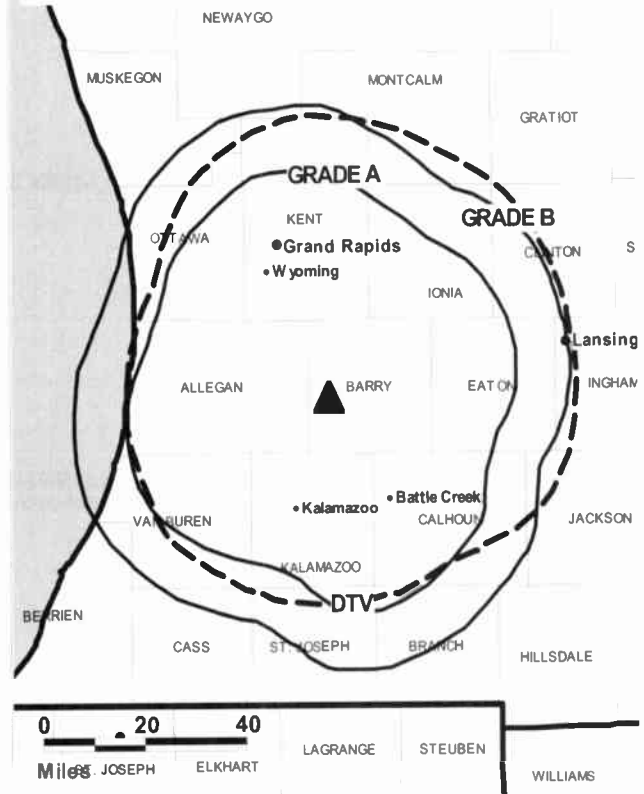 NEWAYGO
MUSKEGON
MONTCALM
GRATIOT
GRADE A
KENT
GRADE B
OTTAWA
Grand Rapids
CLINTON
S
Wyoming
IONIA
Lansing
ALLEGAN
BARRY
EATON
INGHAM
Battle Creek
Kalamazoo
VAN BUREN
CALHOUN
JACKSON
KALAMAZOO
DTV
BERRIEN
CASS
ST. JOSEPH
BRANCH
HILLSDALE
0 20 40
LAGRANGE
STEUBEN
Miles
ST. JOSEPH
ELKHART
WILLIAMS